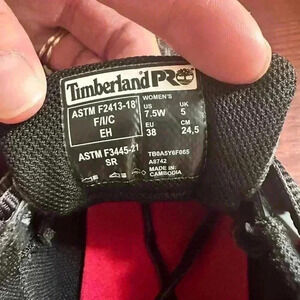 Timberland PRO
ASTM F2413-18
F/I/C
EH
ASTM F3445-21
SR
WOMEN'S
US
7.5W
UK
5
EU
38
CM
24,5
TB0A5Y6F065
A8742
MADE IN
CAMBODIA